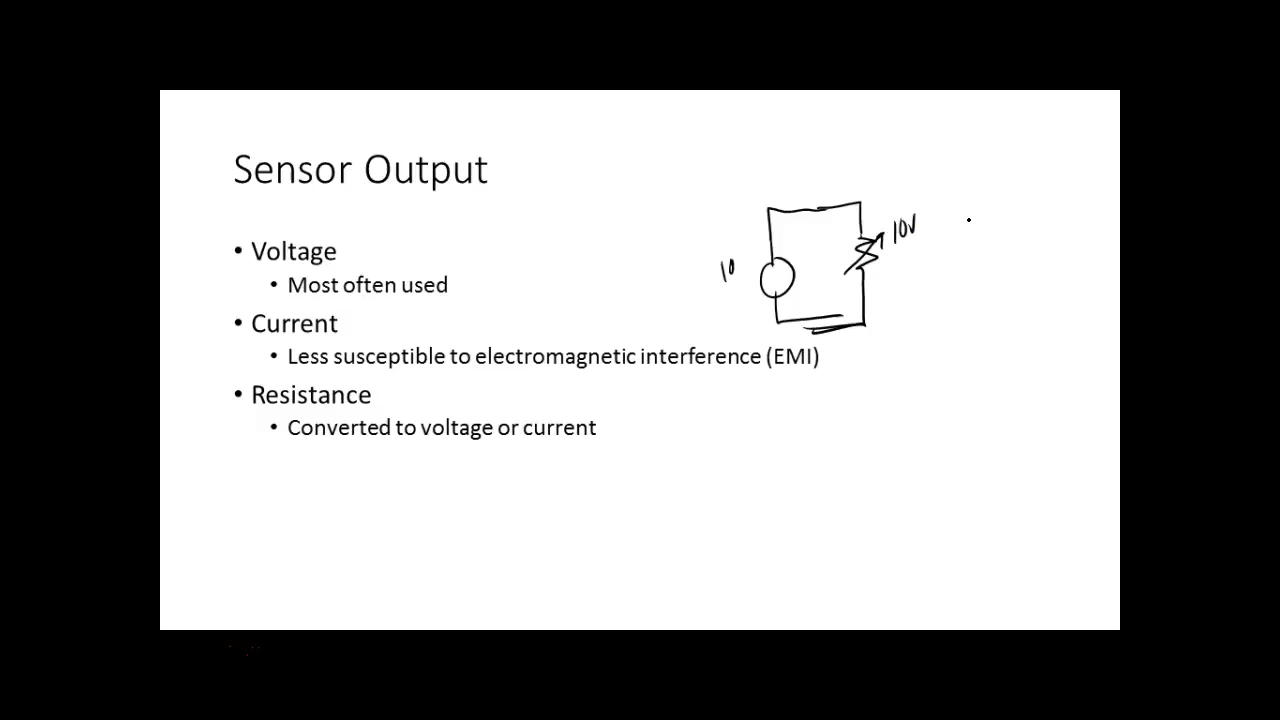 Sensor Output
• Voltage
• Most often used
• Current
• Less susceptible to electromagnetic interference (EMI)
• Resistance
• Converted to voltage or current
10
10V